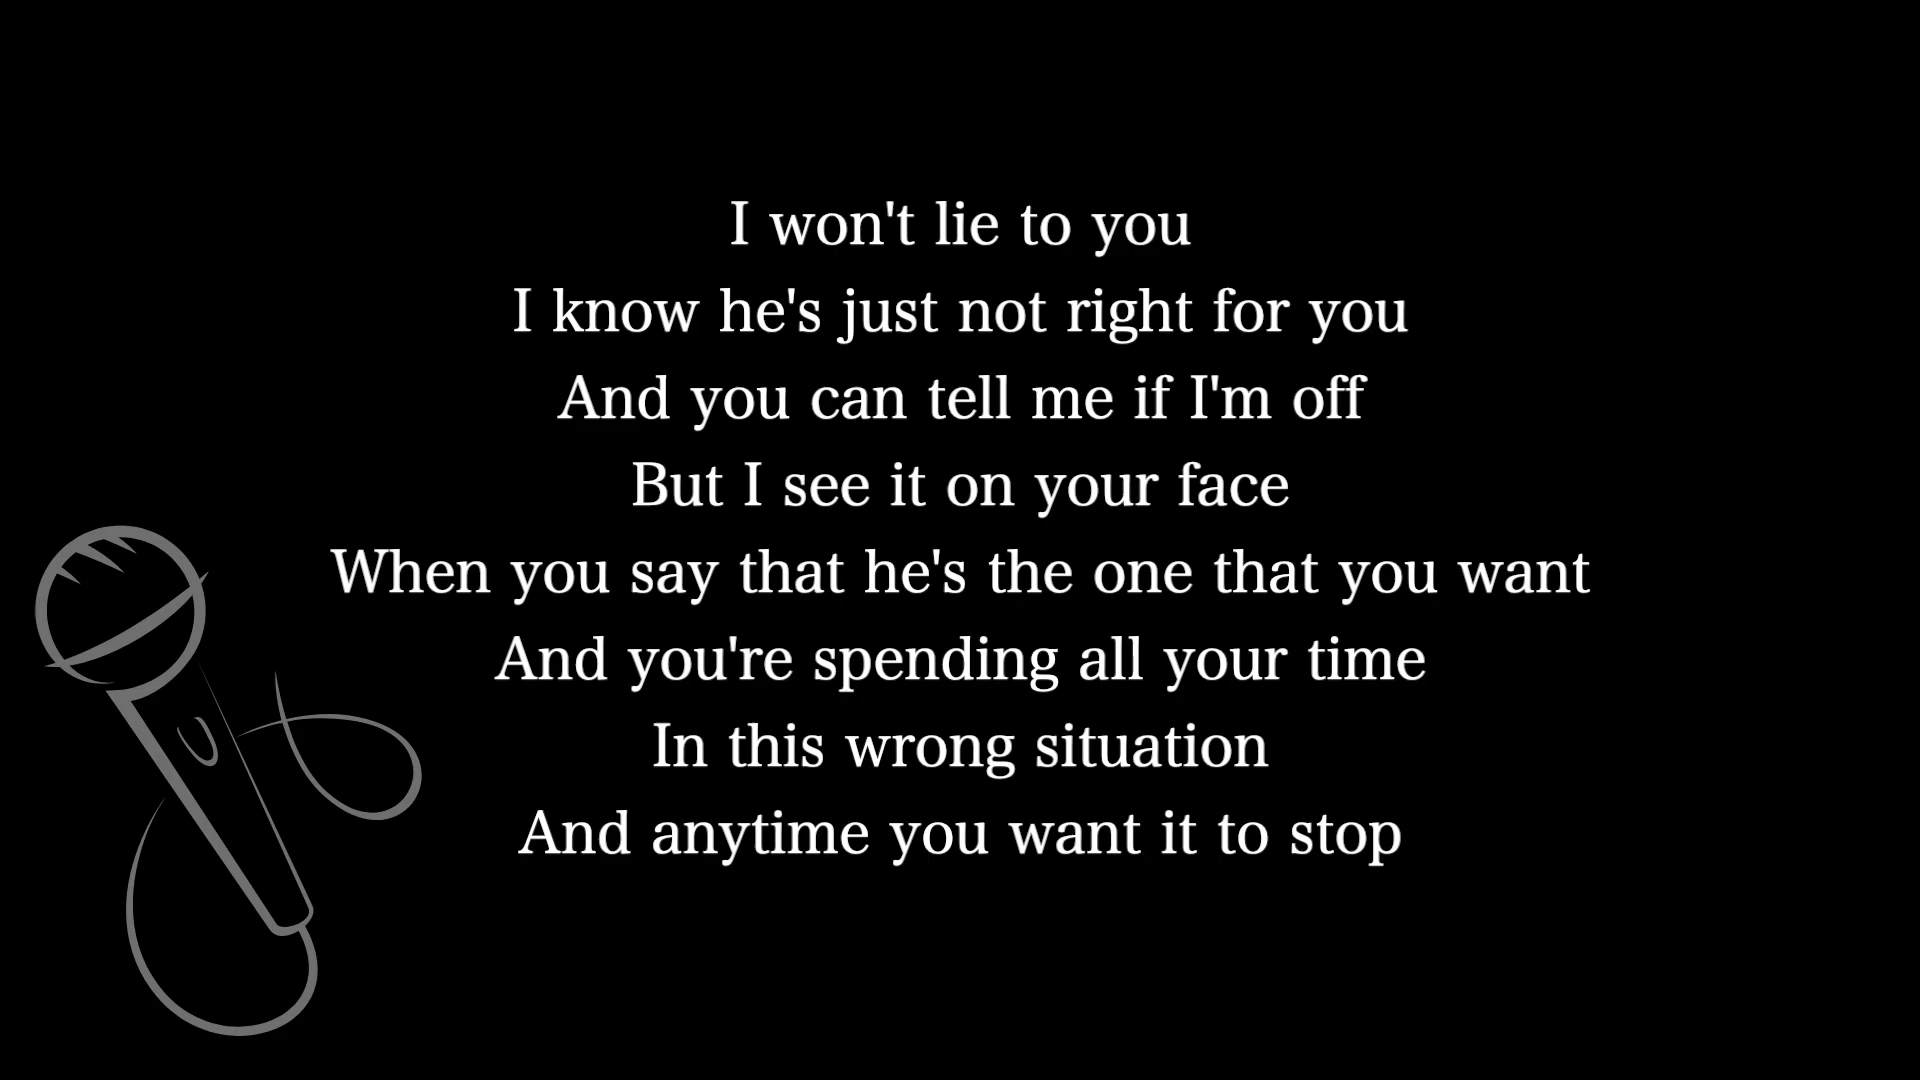 I won't lie to you
I know he's just not right for you
And you can tell me if I'm off
But I see it on your face
When you say that he's the one that you want
And you're spending all your time
In this wrong situation
And anytime you want it to stop